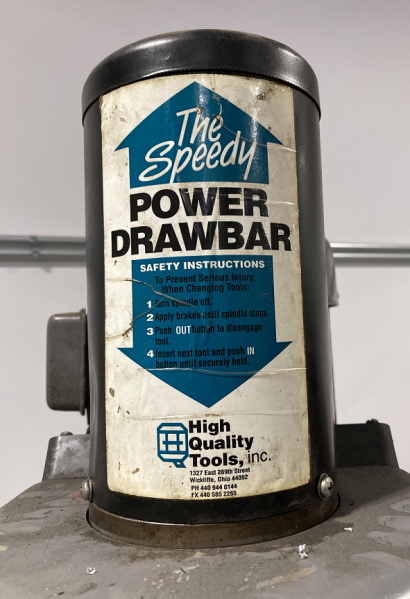 The
Speedy
POWER
DRAWBAR
SAFETY INSTRUCTIONS
To Prevent Serious Injury,
When Changing Tools:
1 Turn spindle off.
2 Apply brakes until spindle stops.
3 Push OUT button to disengage
tool.
4 Insert next tool and push IN
button until securely held.
High
Quality
Tools, inc.
1327 East 289th Street
Wickliffe, Ohio 44092
PH 440 944 0144
FX 440 585 2265